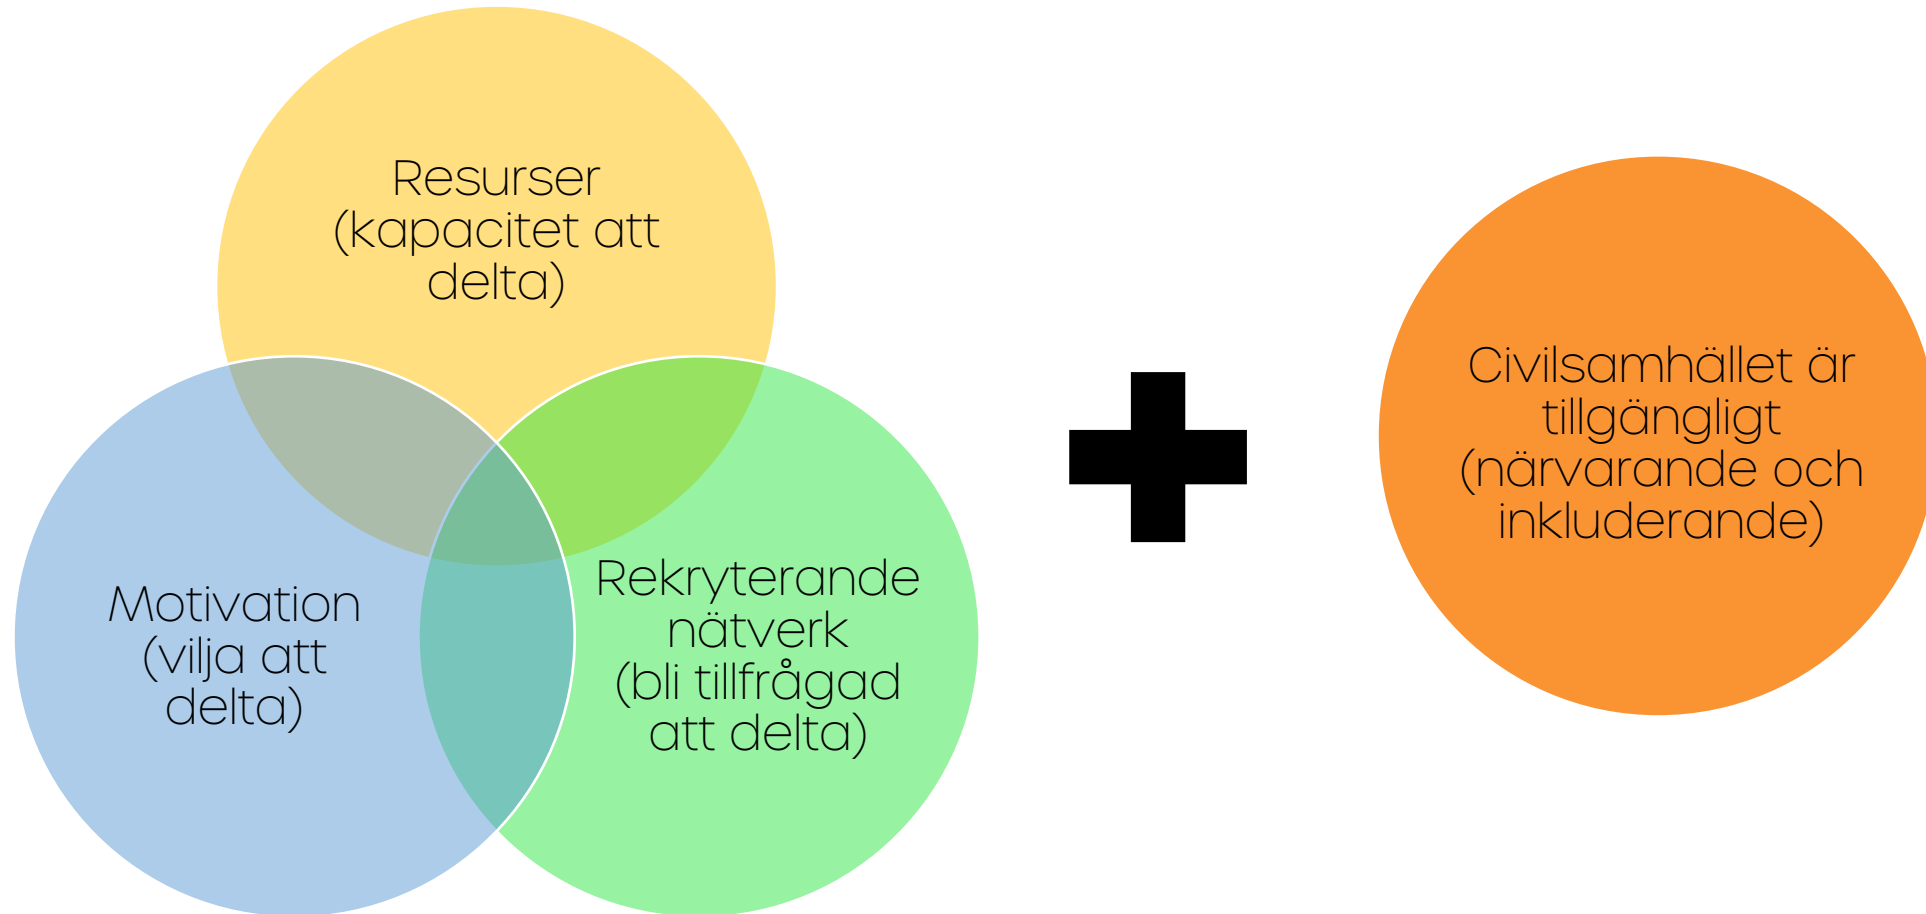 Resurser
(kapacitet att
delta)
Motivation
(vilja att
delta)
Rekryterande
nätverk
(bli tillfrågad
att delta)
Civilsamhället är
tillgängligt
(närvarande och
inkluderande)